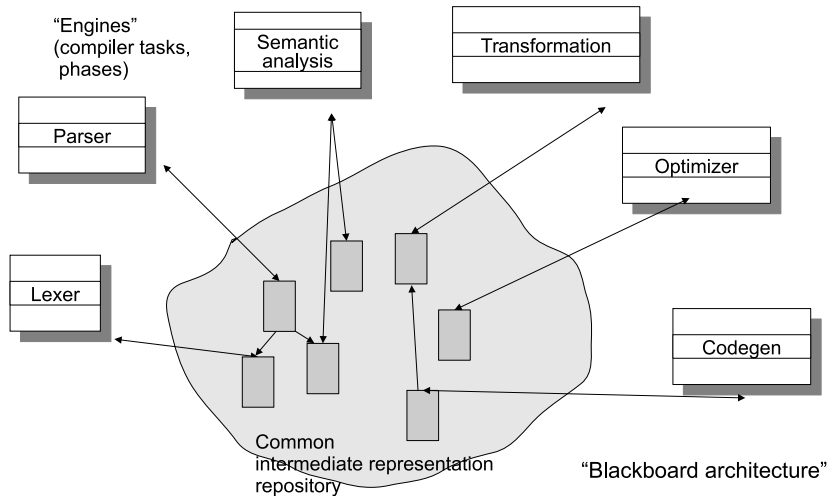 “Engines”
(compiler tasks,
phases)
Semantic
analysis
Transformation
Parser
Optimizer
Lexer
Codegen
Common
intermediate representation
repository
“Blackboard architecture”